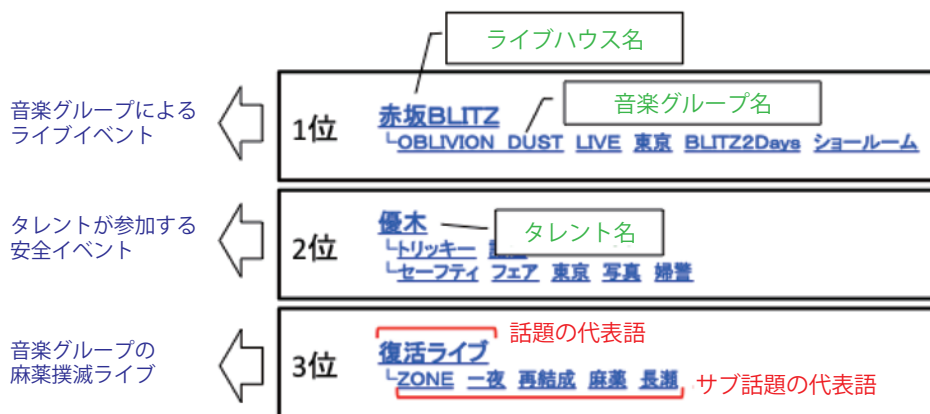 ライブハウス名
音楽グループによる
ライブイベント
1位
赤坂BLITZ
音楽グループ名
└OBLIVION DUST LIVE 東京 BLITZ2Days ショールーム
タレントが参加する
安全イベント
2位
優木
タレント名
└トリッキー
└セーフティ フェア 東京 写真 婦警
音楽グループの
麻薬撲滅ライブ
3位
話題の代表語
復活ライブ
└ZONE 一夜 再結成 麻薬 長瀬
サブ話題の代表語